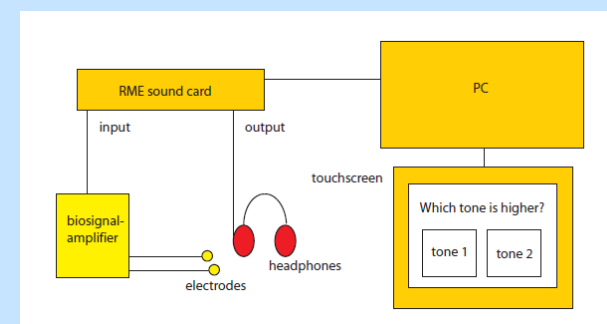 RME sound card
PC
input
output
touchscreen
Which tone is higher?
biosignal-
amplifier
tone 1
tone 2
headphones
electrodes